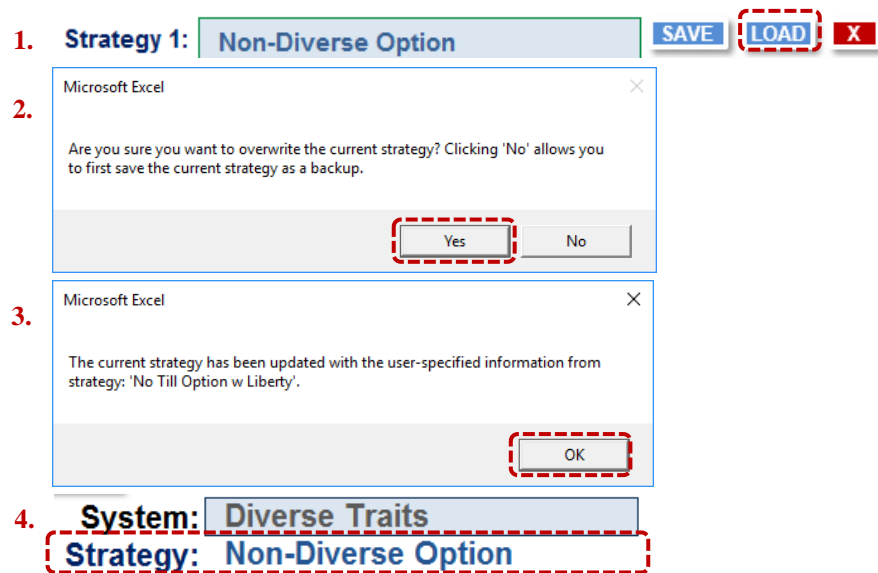 1. Strategy 1: Non-Diverse Option SAVE LOAD X
2.
Microsoft Excel
Are you sure you want to overwrite the current strategy? Clicking 'No' allows you
to first save the current strategy as a backup.
Yes No
3.
Microsoft Excel
The current strategy has been updated with the user-specified information from
strategy: 'No Till Option w Liberty'.
OK
4. System: Diverse Traits
Strategy: Non-Diverse Option